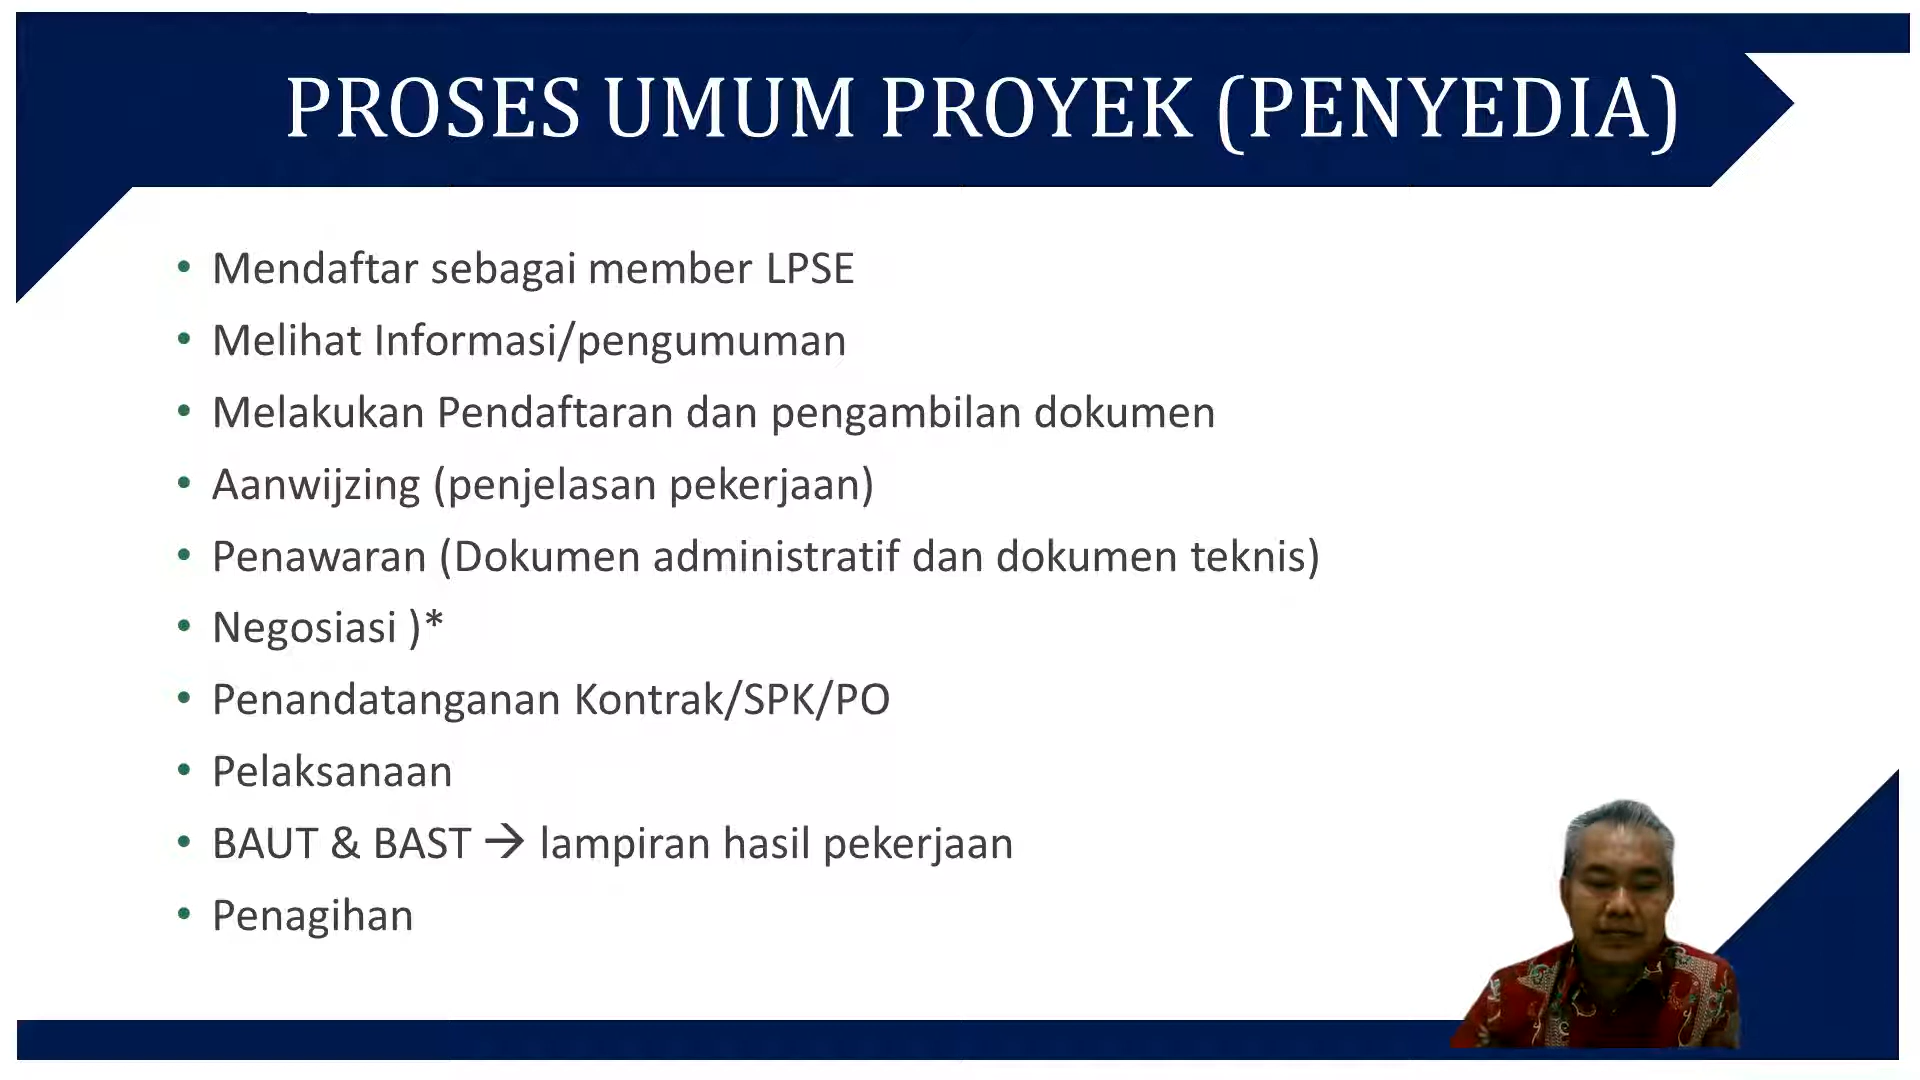 PROSES UMUM PROYEK (PENYEDIA)
• Mendaftar sebagai member LPSE
• Melihat Informasi/pengumuman
• Melakukan Pendaftaran dan pengambilan dokumen
• Aanwijzing (penjelasan pekerjaan)
• Penawaran (Dokumen administratif dan dokumen teknis)
• Negosiasi )*
• Penandatanganan Kontrak/SPK/PO
• Pelaksanaan
• BAUT & BAST → lampiran hasil pekerjaan
• Penagihan